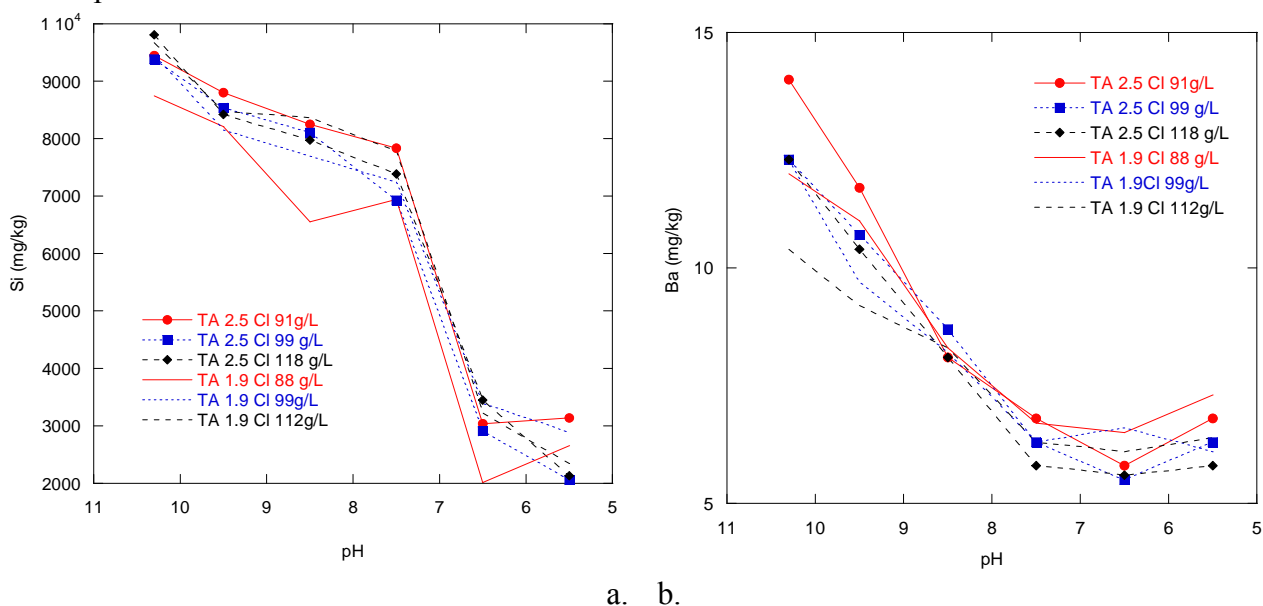 1 10⁴
9000
8000
7000
6000
5000
4000
3000
2000
Si (mg/kg)
TA 2.5 Cl 91g/L
TA 2.5 Cl 99 g/L
TA 2.5 Cl 118 g/L
TA 1.9 Cl 88 g/L
TA 1.9 Cl 99g/L
TA 1.9 Cl 112g/L
11 10 9 8 7 6 5
pH
15
10
5
Ba (mg/kg)
TA 2.5 Cl 91g/L
TA 2.5 Cl 99 g/L
TA 2.5 Cl 118 g/L
TA 1.9 Cl 88 g/L
TA 1.9Cl 99g/L
TA 1.9 Cl 112g/L
11 10 9 8 7 6 5
pH
a. b.